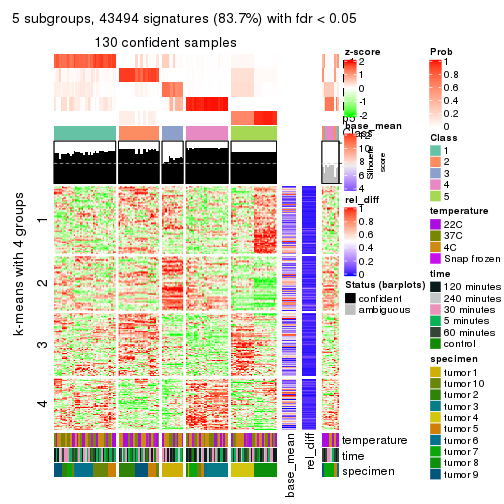 5 subgroups, 43494 signatures (83.7%) with fdr < 0.05
130 confident samples
k-means with 4 groups
1
2
3
4
Silhouette
score
temperature
time
specimen
base_mean
rel_diff
z-score
2
1
0
-1
-2
base_mean
rel_diff
1
0.8
0.6
0.4
0.2
0
Status (barplots)
confident
ambiguous
Prob
1
0.8
0.6
0.4
0.2
0
Class
1
2
3
4
5
temperature
22C
37C
4C
Snap frozen
time
120 minutes
240 minutes
30 minutes
5 minutes
60 minutes
control
specimen
tumor 1
tumor 10
tumor 2
tumor 3
tumor 4
tumor 5
tumor 6
tumor 7
tumor 8
tumor 9